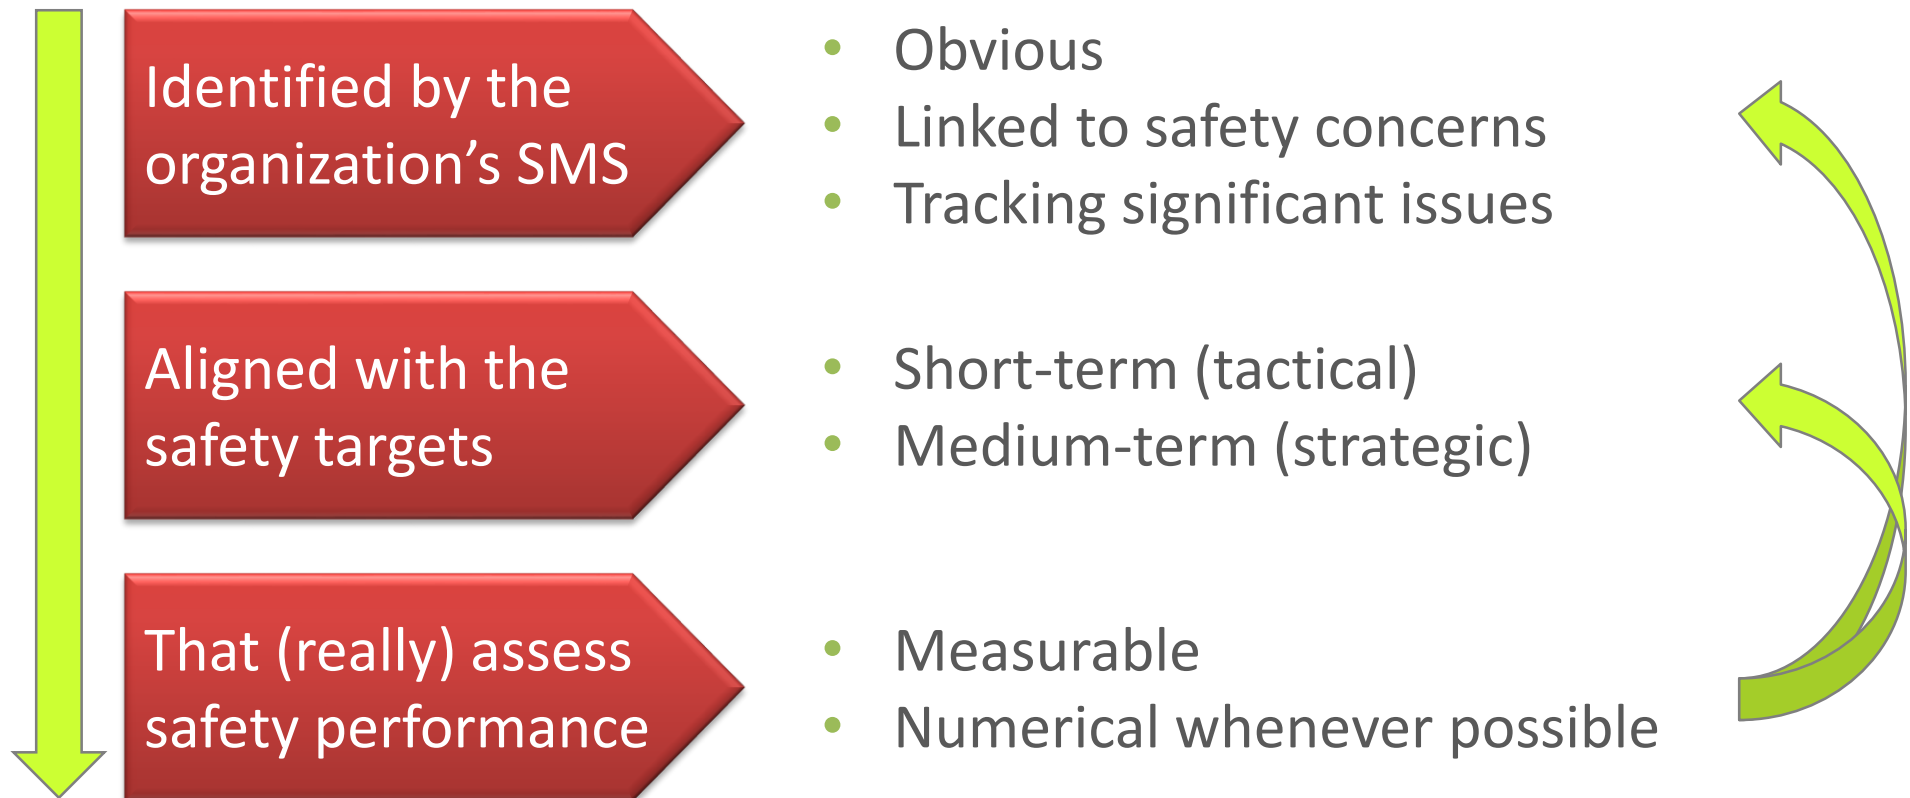 Identified by the
organization’s SMS
• Obvious
• Linked to safety concerns
• Tracking significant issues
Aligned with the
safety targets
• Short-term (tactical)
• Medium-term (strategic)
That (really) assess
safety performance
• Measurable
• Numerical whenever possible